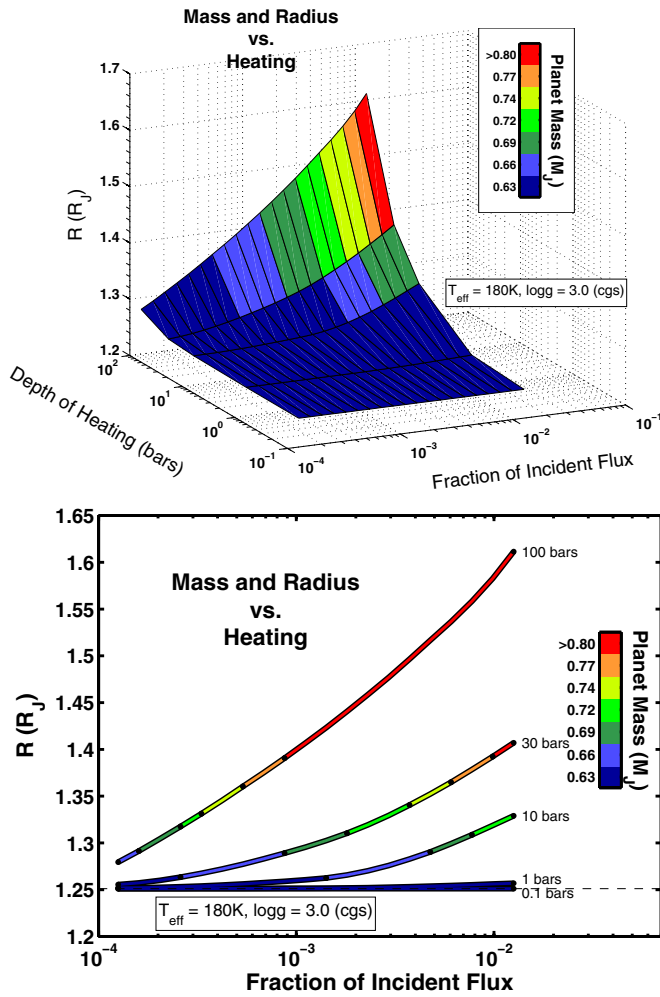 Mass and Radius
vs.
Heating
1.7
1.6
1.5
1.4
1.3
1.2
R (R_J)
10^2
10^1
10^0
10^-1
Depth of Heating (bars)
10^-4
10^-3
10^-2
10^-1
Fraction of Incident Flux
>0.80
0.77
0.74
0.72
0.69
0.66
0.63
Planet Mass (M_J)
T_eff = 180K, logg = 3.0 (cgs)
1.65
1.6
1.55
1.5
1.45
1.4
1.35
1.3
1.25
1.2
R (R_J)
Mass and Radius
vs.
Heating
100 bars
30 bars
10 bars
1 bars
0.1 bars
>0.80
0.77
0.74
0.72
0.69
0.66
0.63
Planet Mass (M_J)
T_eff = 180K, logg = 3.0 (cgs)
10^-4
10^-3
10^-2
Fraction of Incident Flux